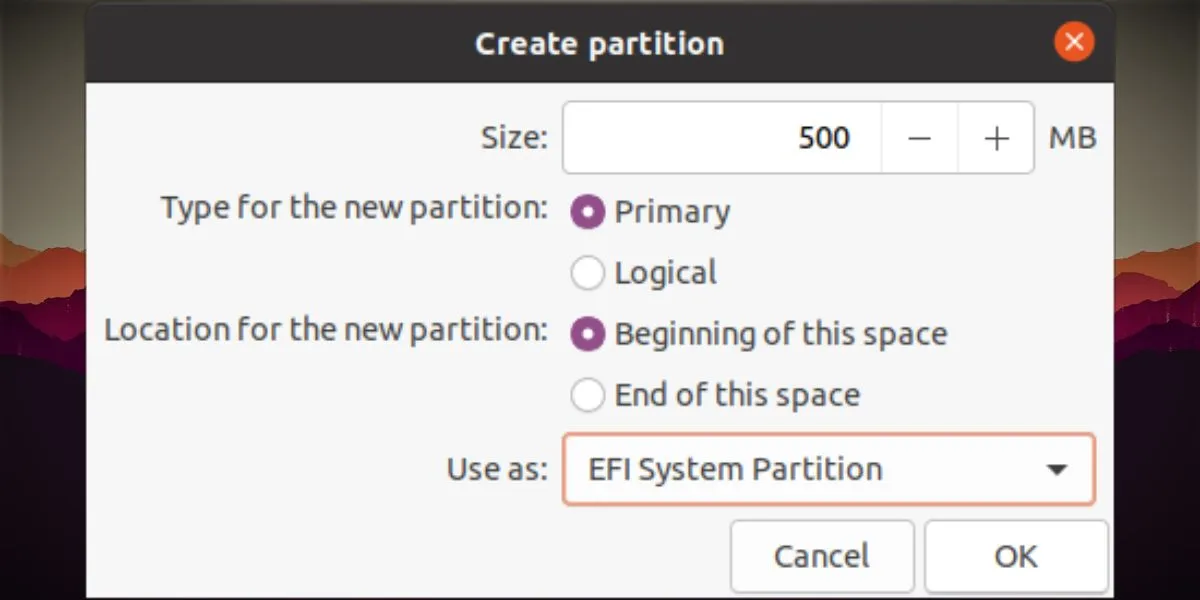 Create partition
Size: 500 − + MB
Type for the new partition: Primary
Logical
Location for the new partition: Beginning of this space
End of this space
Use as: EFI System Partition
Cancel OK